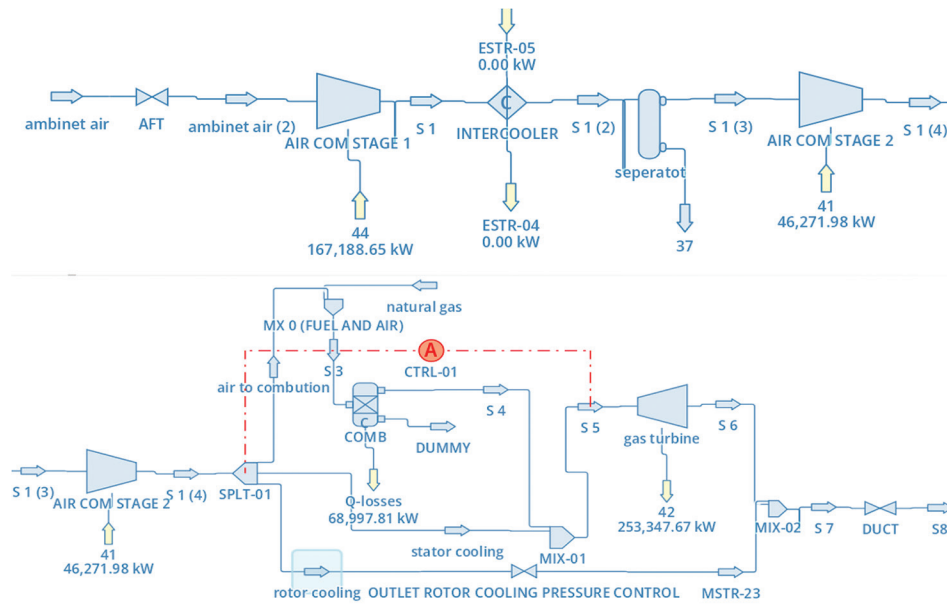 ESTR-05
0.00 kW
C
ambinet air
AFT
ambinet air (2)
AIR COM STAGE 1
S 1
INTERCOOLER
S 1 (2)
seperatot
S 1 (3)
AIR COM STAGE 2
S 1 (4)
44
167,188.65 kW
ESTR-04
0.00 kW
37
41
46,271.98 kW
natural gas
MX 0 (FUEL AND AIR)
A
S 3
CTRL-01
air to combution
S 4
C
COMB
DUMMY
S 5
gas turbine
S 6
S 1 (3)
AIR COM STAGE 2
S 1 (4)
SPLT-01
Q-losses
68,997.81 kW
42
253,347.67 kW
MIX-02
S 7
DUCT
S8
41
46,271.98 kW
stator cooling
MIX-01
rotor cooling
OUTLET ROTOR COOLING PRESSURE CONTROL
MSTR-23